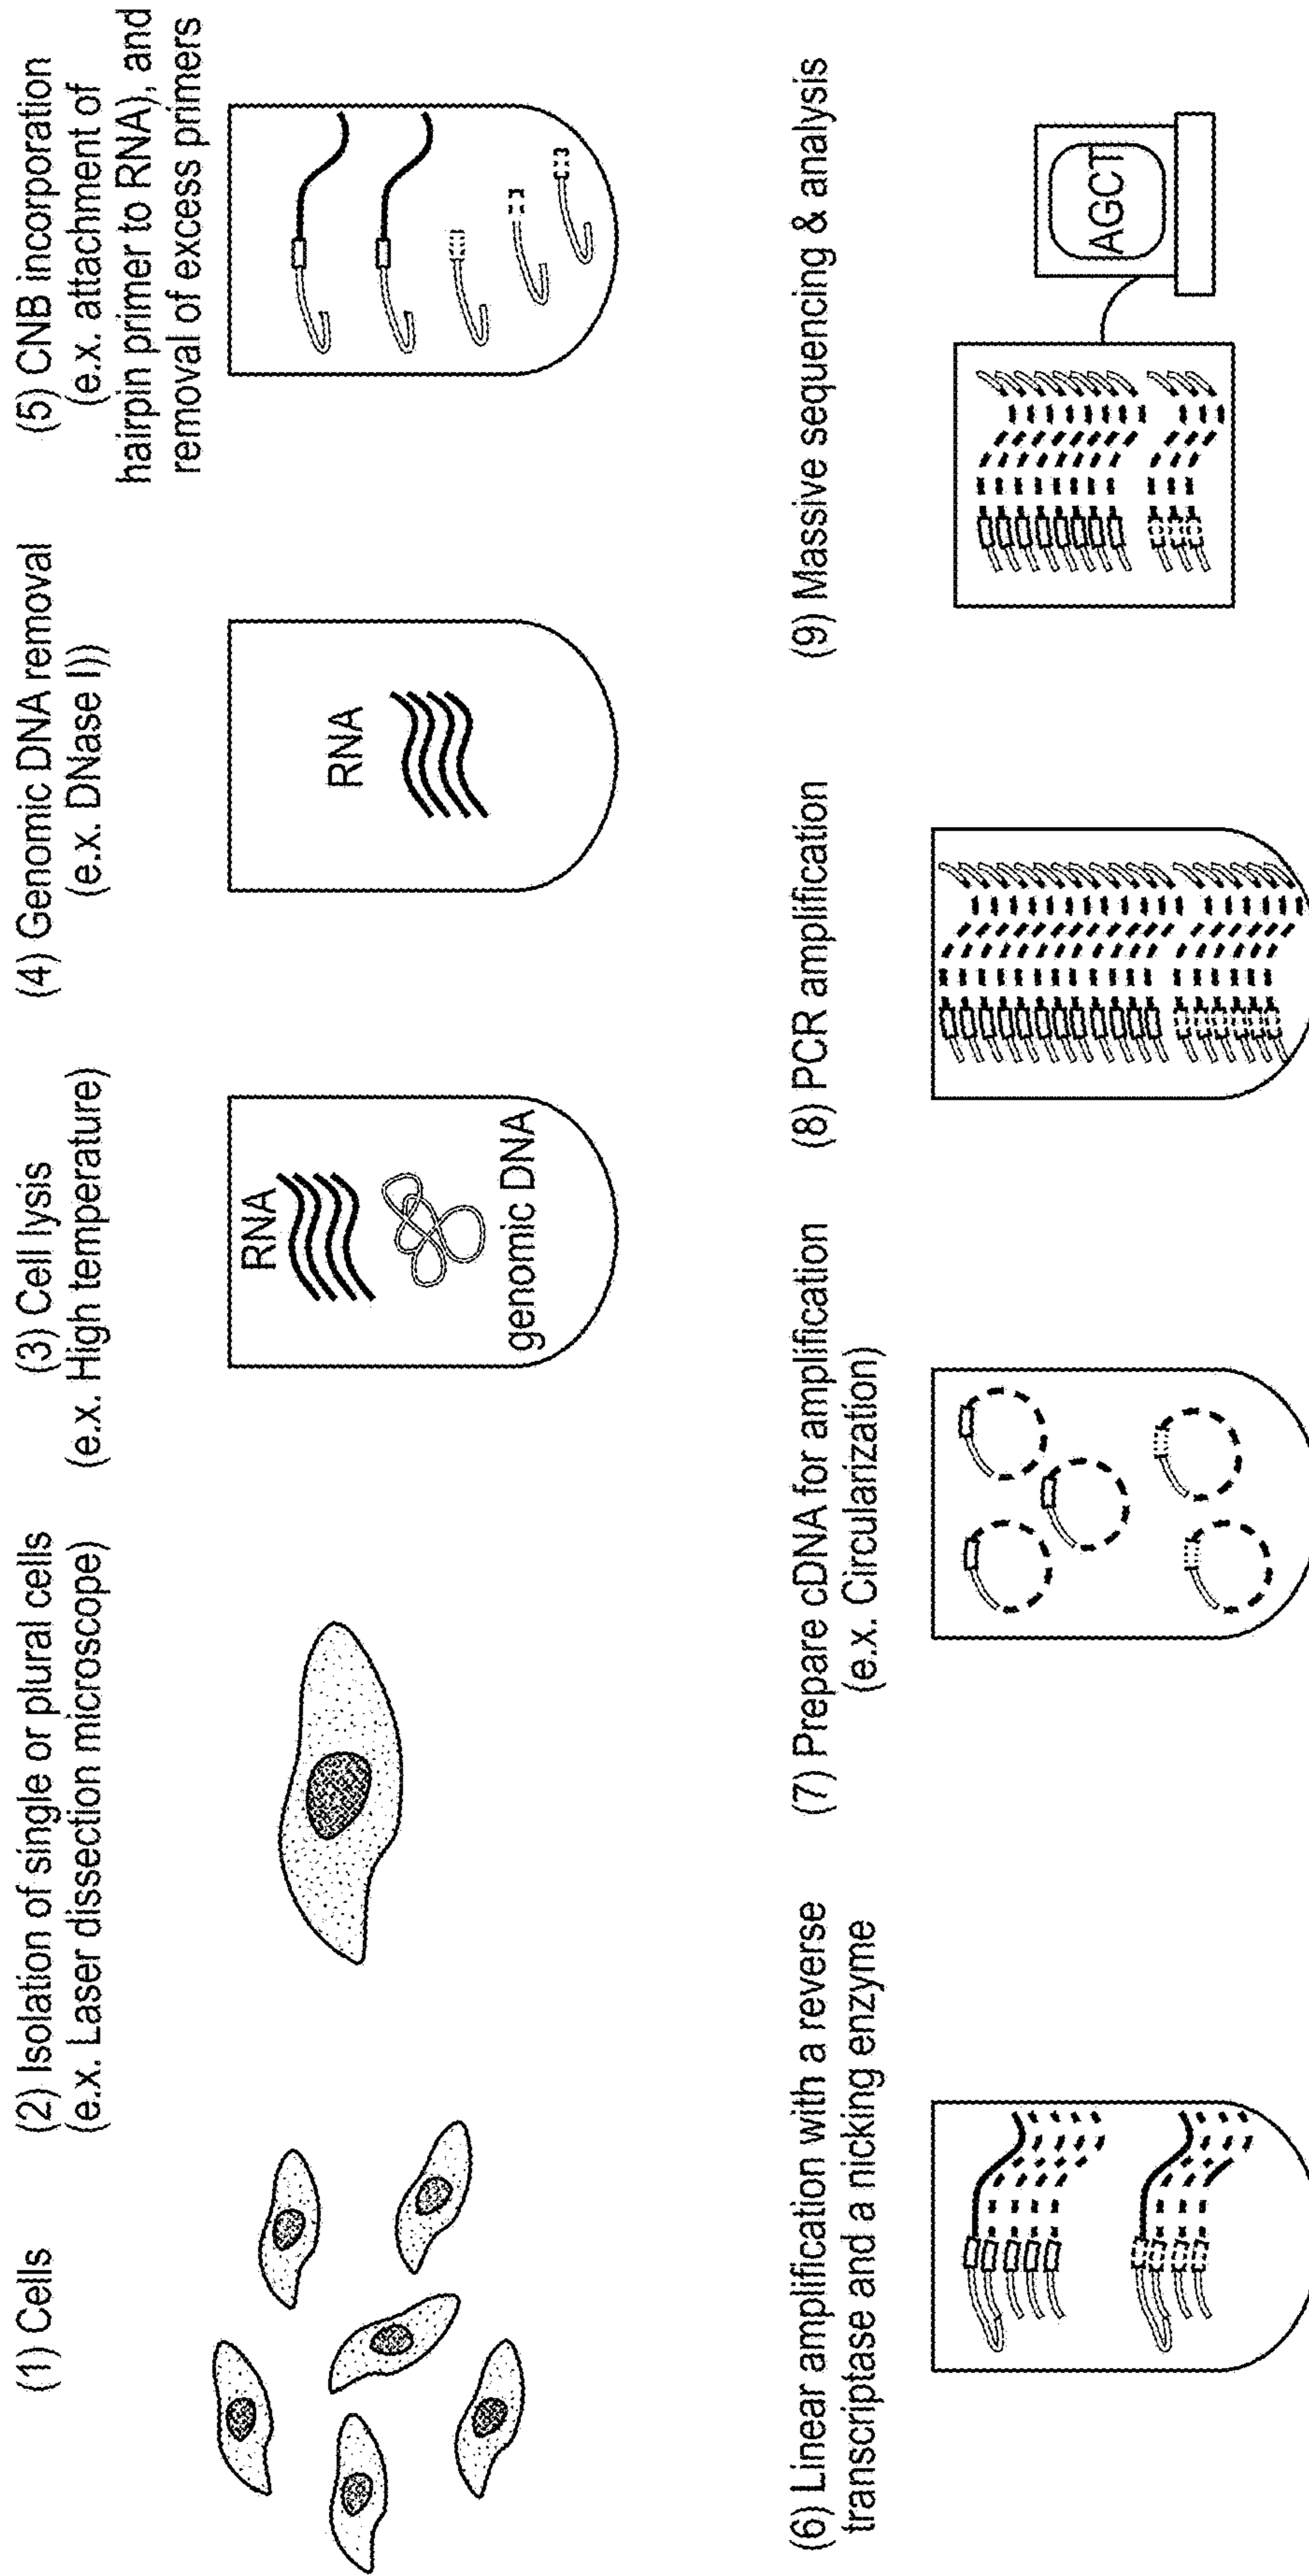 (1) Cells
(2) Isolation of single or plural cells
(e.x. Laser dissection microscope)
(3) Cell lysis
(e.x. High temperature)
RNA
genomic DNA
(4) Genomic DNA removal
(e.x. DNase I))
RNA
(5) CNB incorporation
(e.x. attachment of
hairpin primer to RNA), and
removal of excess primers
(6) Linear amplification with a reverse
transcriptase and a nicking enzyme
(7) Prepare cDNA for amplification
(e.x. Circularization)
(8) PCR amplification
(9) Massive sequencing & analysis
AGCT